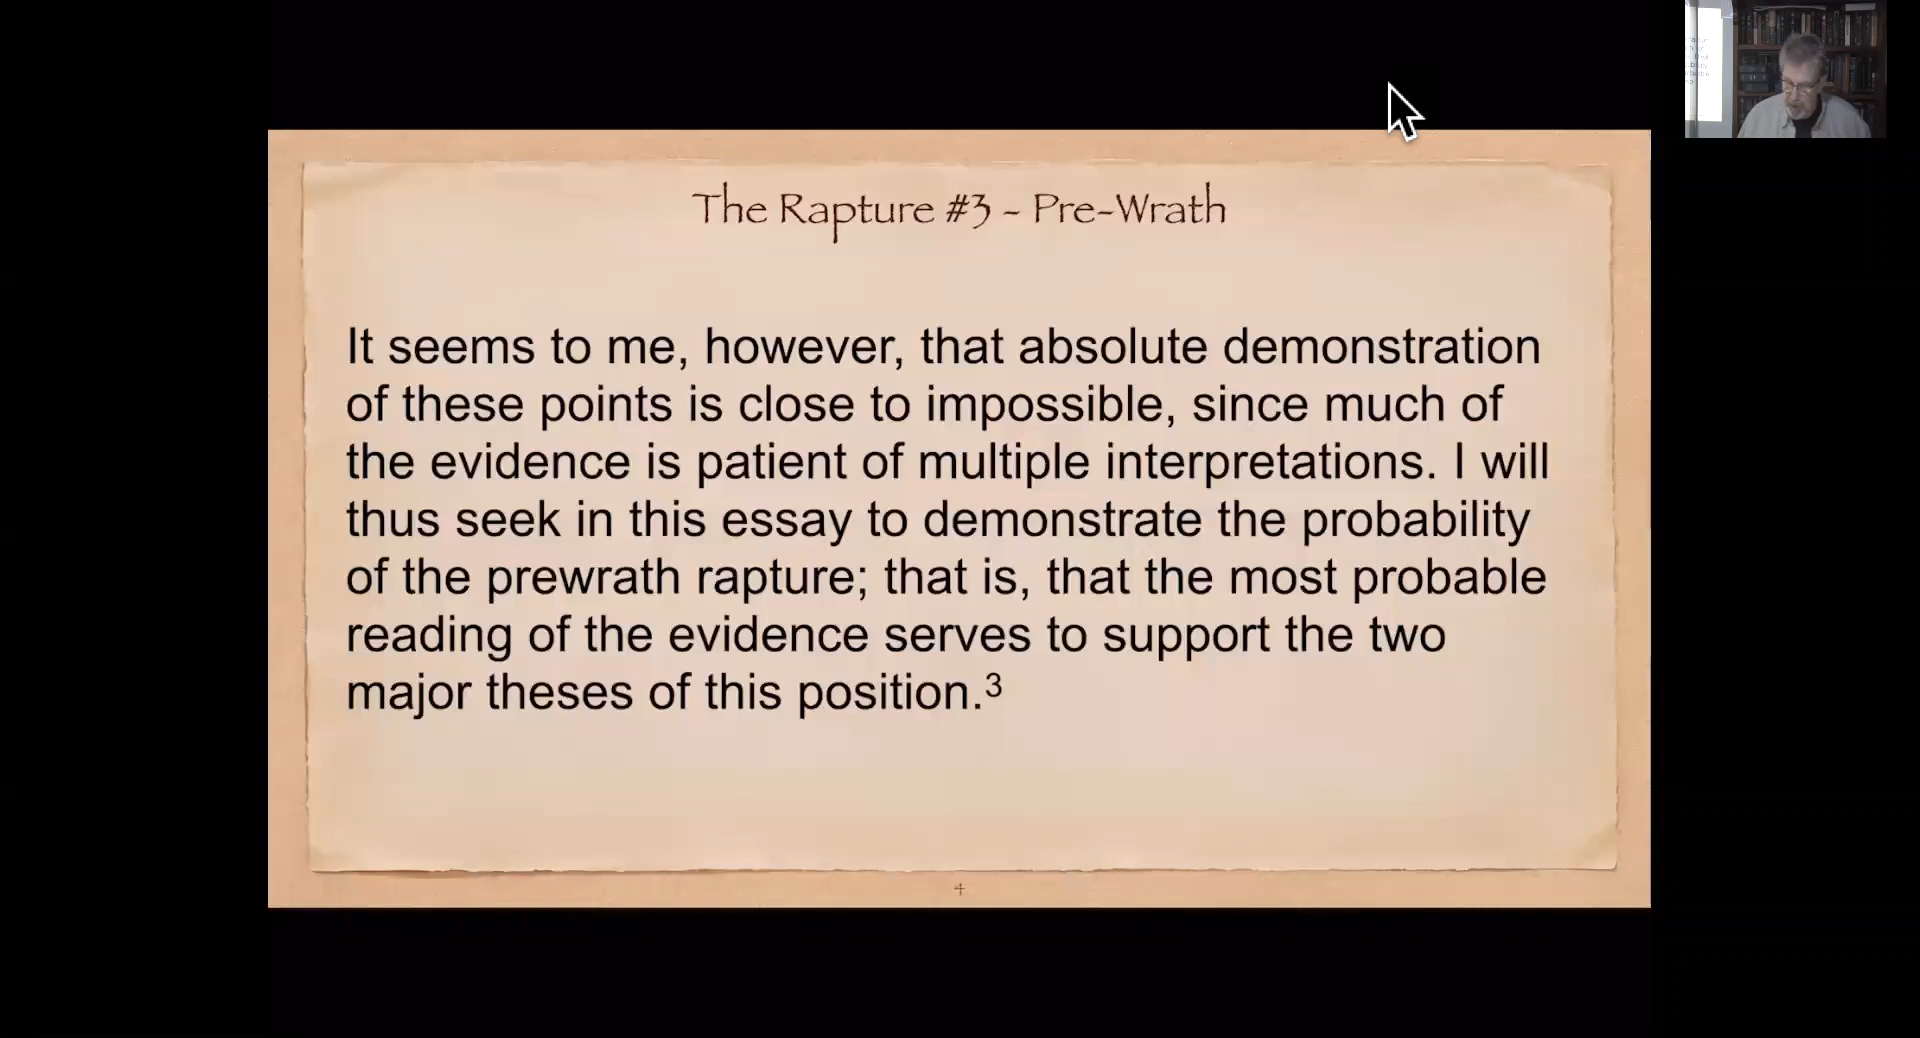 The Rapture #3 - Pre-Wrath
It seems to me, however, that absolute demonstration
of these points is close to impossible, since much of
the evidence is patient of multiple interpretations. I will
thus seek in this essay to demonstrate the probability
of the prewrath rapture; that is, that the most probable
reading of the evidence serves to support the two
major theses of this position.³
4